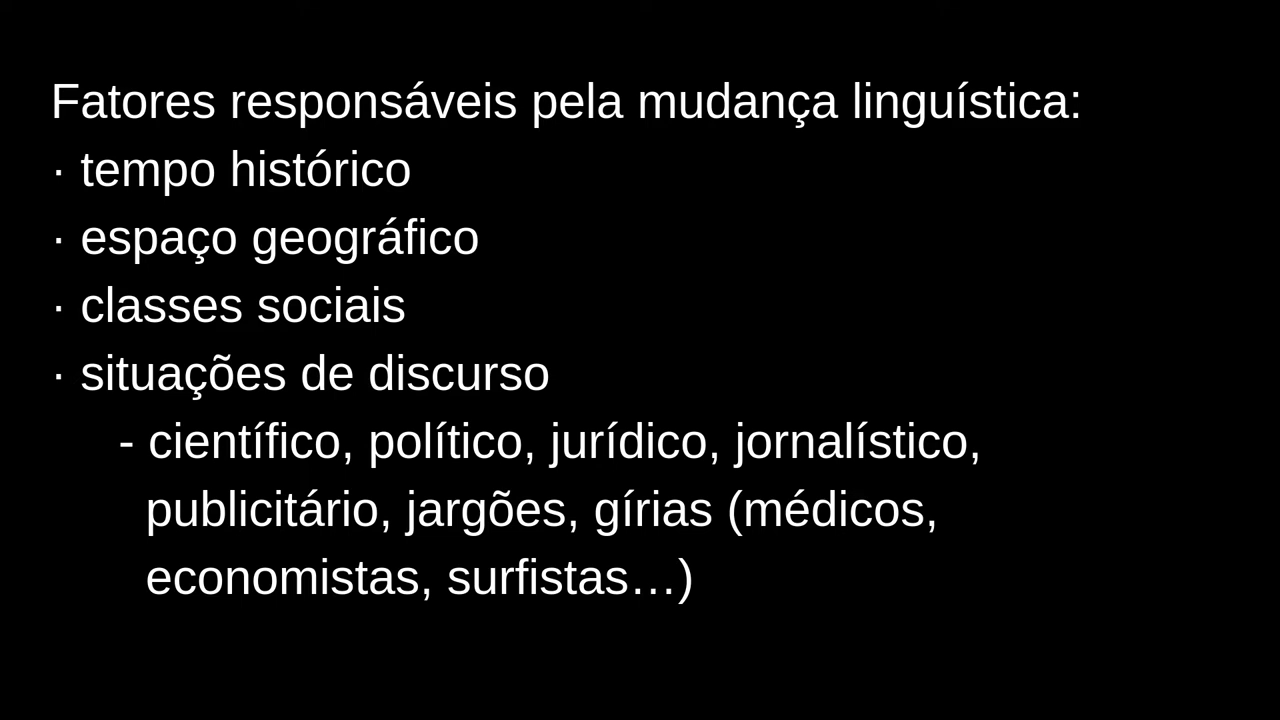 Fatores responsáveis pela mudança linguística:
· tempo histórico
· espaço geográfico
· classes sociais
· situações de discurso
- científico, político, jurídico, jornalístico,
publicitário, jargões, gírias (médicos,
economistas, surfistas…)